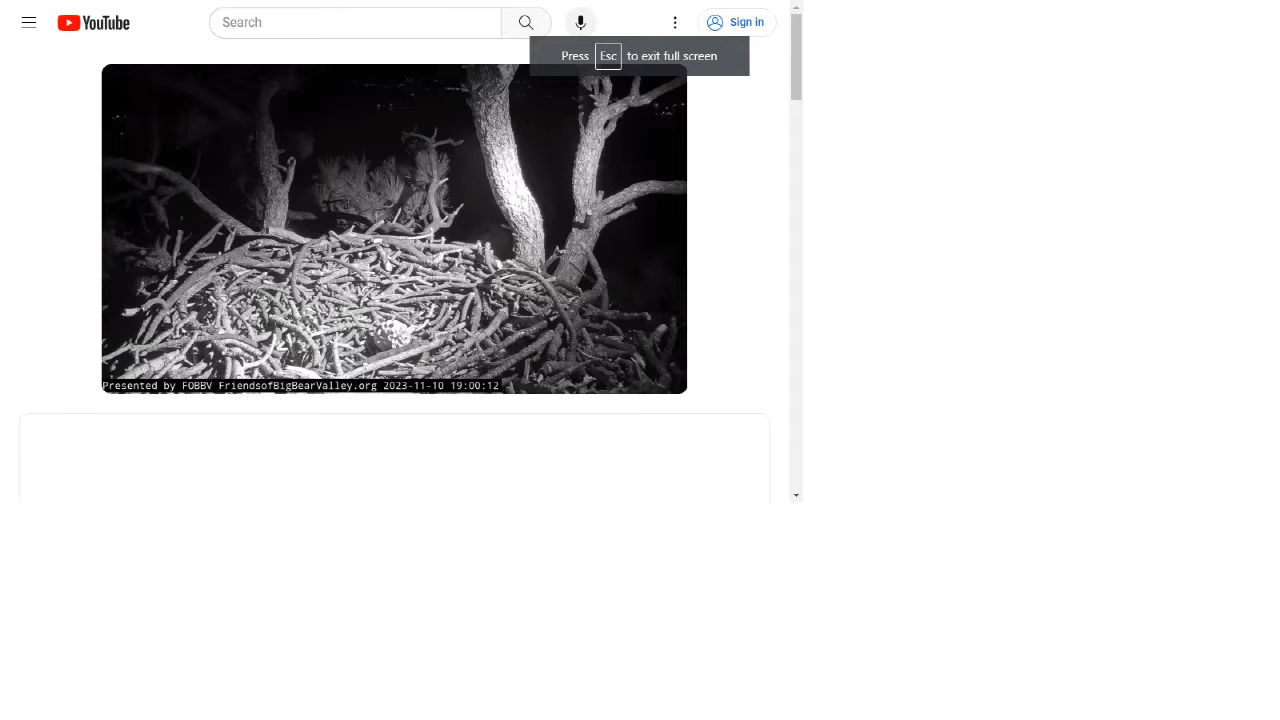 YouTube
Search
Sign in
Press Esc to exit full screen
Presented by FOBBV FriendsofBigBearValley.org 2023-11-10 19:00:12